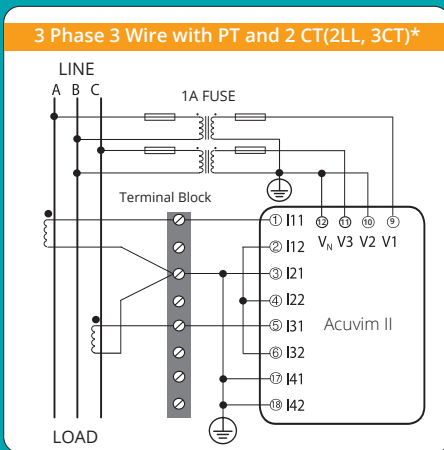 3 Phase 3 Wire with PT and 2 CT(2LL, 3CT)*
LINE
A B C
1A FUSE
Terminal Block
⑫ ⑪ ⑩ ⑨
VN V3 V2 V1
① I11
② I12
③ I21
④ I22
⑤ I31
⑥ I32
⑰ I41
⑱ I42
Acuvim II
LOAD